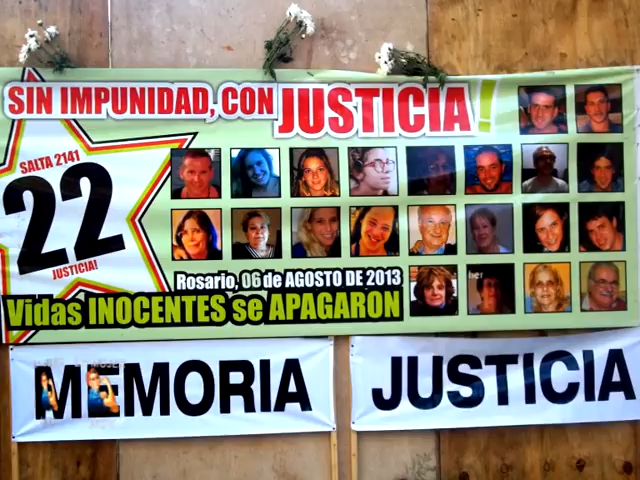 SIN IMPUNIDAD, CON JUSTICIA!
SALTA 2141
22
JUSTICIA!
Rosario, 06 de AGOSTO DE 2013
Vidas INOCENTES se APAGARON
MEMORIA
JUSTICIA